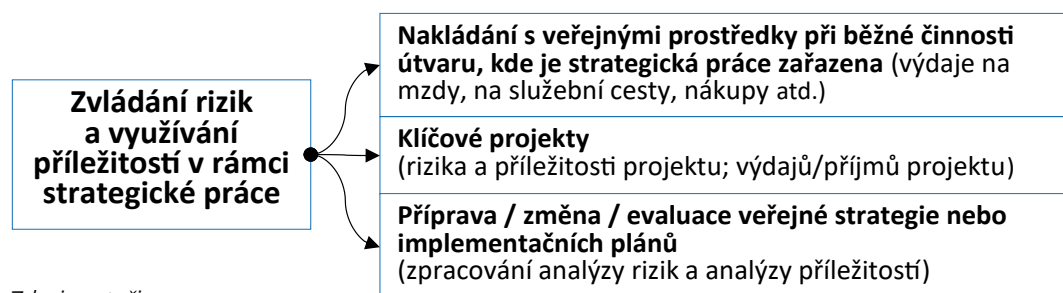 Zvládání rizik
a využívání
příležitostí v rámci
strategické práce
Nakládání s veřejnými prostředky při běžné činnosti
útvaru, kde je strategická práce zařazena (výdaje na
mzdy, na služební cesty, nákupy atd.)
Klíčové projekty
(rizika a příležitosti projektu; výdajů/příjmů projektu)
Příprava / změna / evaluace veřejné strategie nebo
implementačních plánů
(zpracování analýzy rizik a analýzy příležitostí)